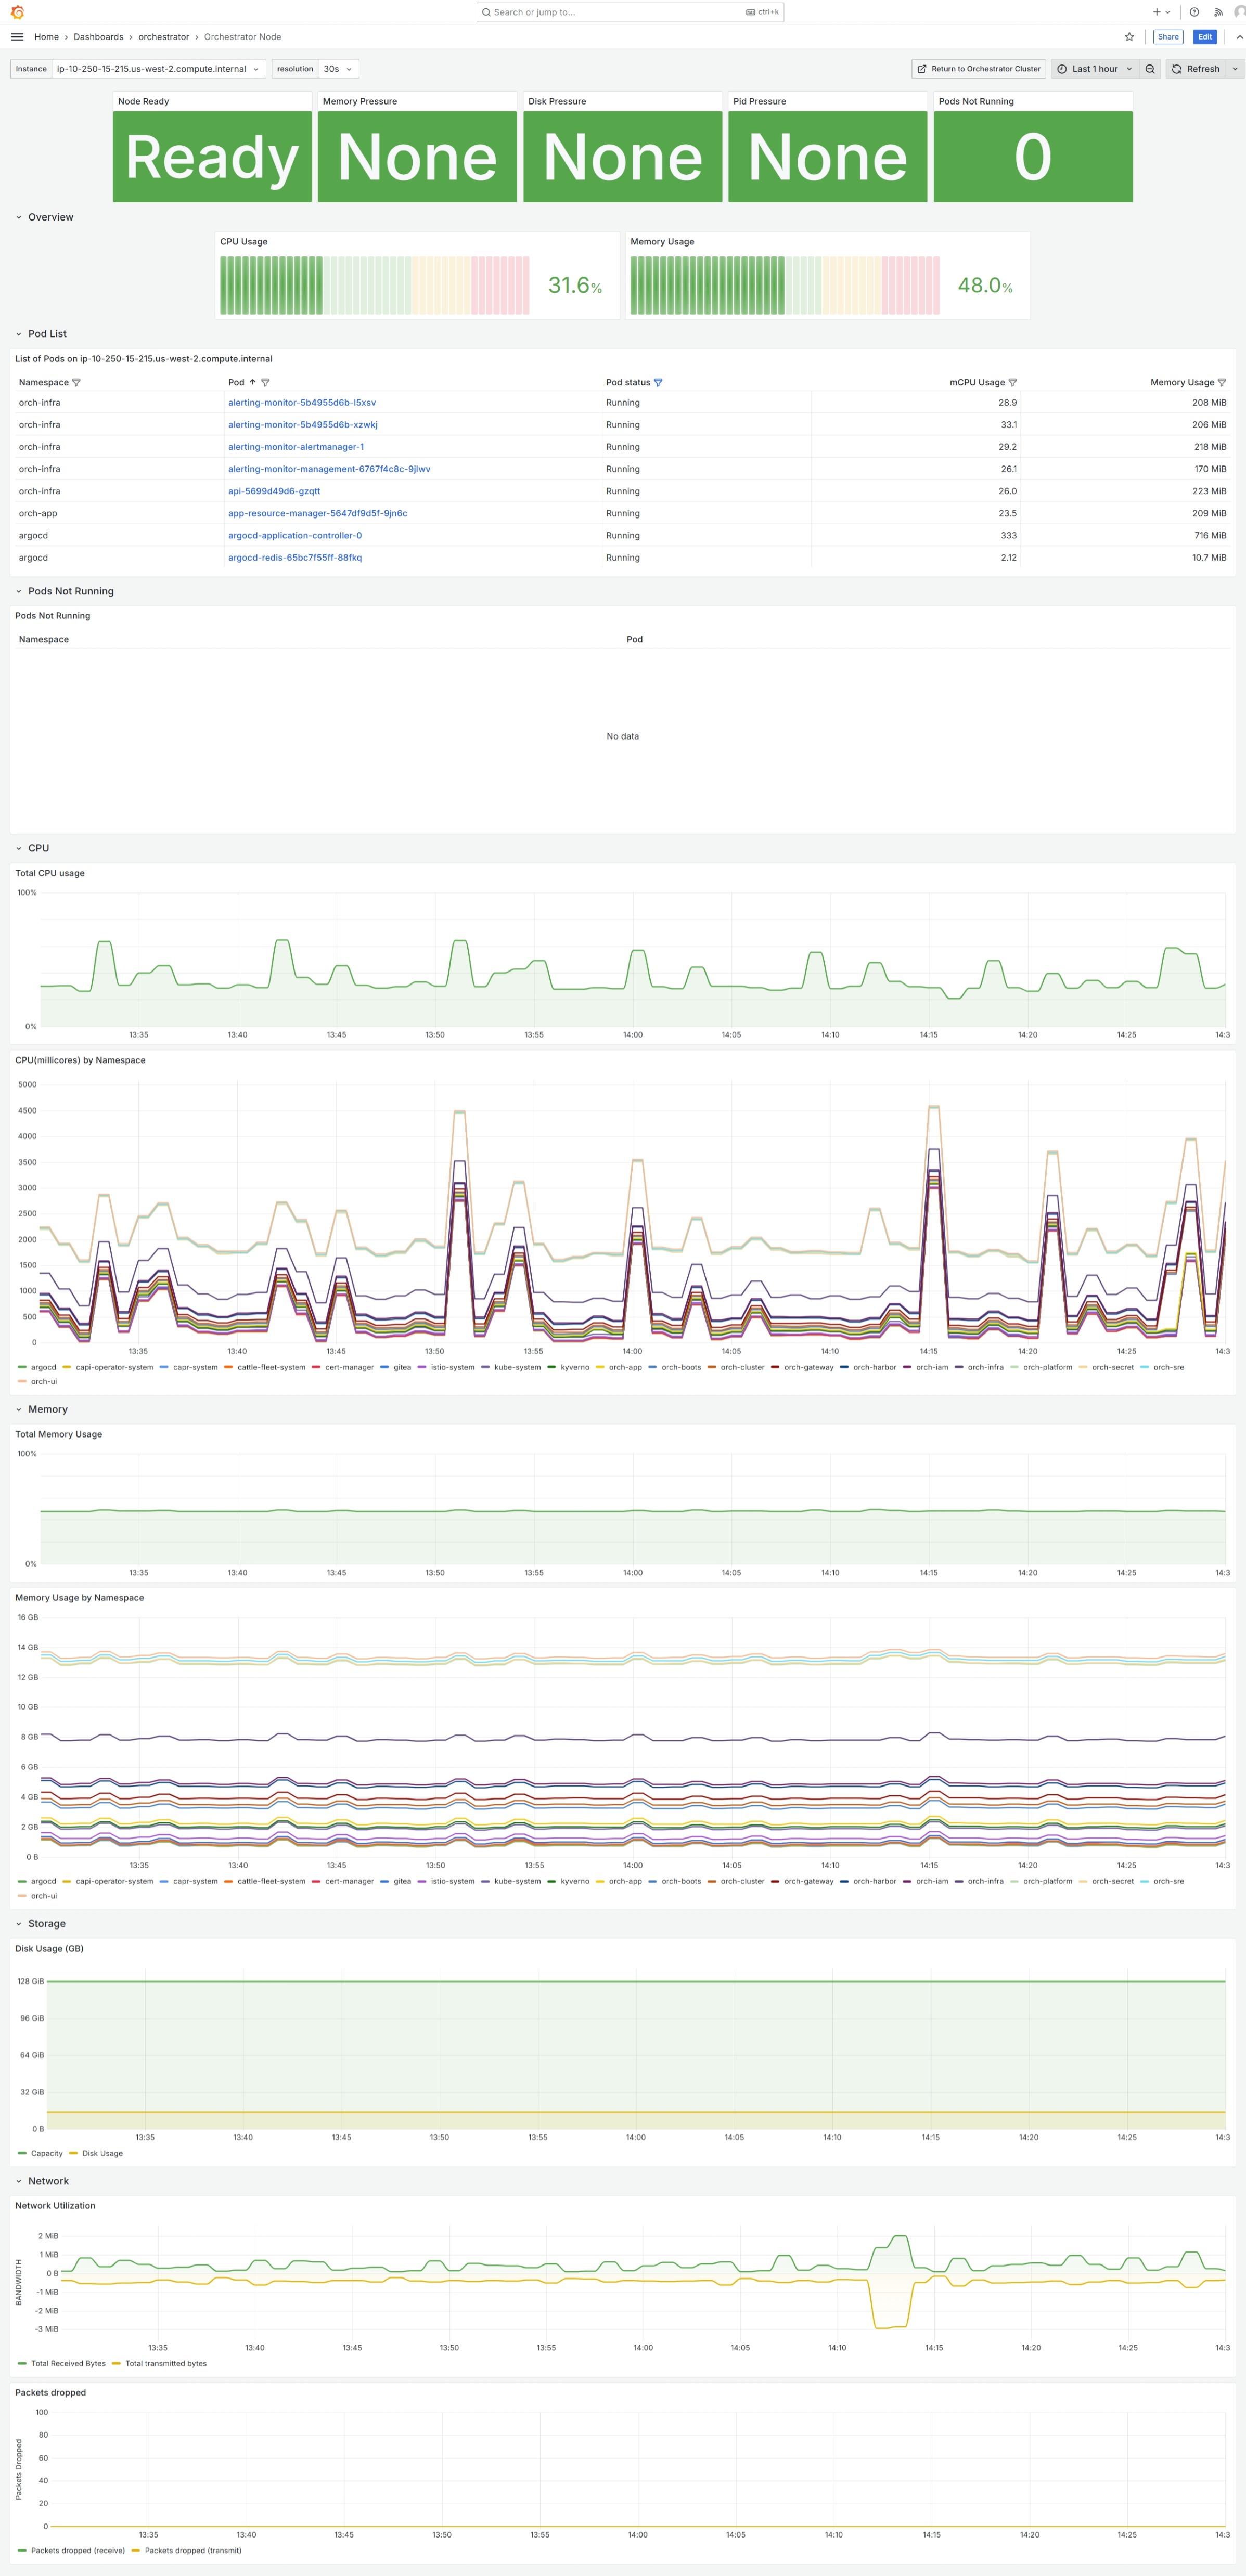 Search or jump to... ctrl+k
Home › Dashboards › orchestrator › Orchestrator Node Share Edit
Instance ip-10-250-15-215.us-west-2.compute.internal resolution 30s Return to Orchestrator Cluster Last 1 hour Refresh
Node Ready Memory Pressure Disk Pressure Pid Pressure Pods Not Running
Ready None None None 0
Overview
CPU Usage Memory Usage
31.6% 48.0%
Pod List
List of Pods on ip-10-250-15-215.us-west-2.compute.internal
Namespace Pod Pod status mCPU Usage Memory Usage
orch-infra alerting-monitor-5b4955d6b-l5xsv Running 28.9 208 MiB
orch-infra alerting-monitor-5b4955d6b-xzwkj Running 33.1 206 MiB
orch-infra alerting-monitor-alertmanager-1 Running 29.2 218 MiB
orch-infra alerting-monitor-management-6767f4c8c-9jlwv Running 26.1 170 MiB
orch-infra api-5699d49d6-gzqtt Running 26.0 223 MiB
orch-app app-resource-manager-5647df9d5f-9jn6c Running 23.5 209 MiB
argocd argocd-application-controller-0 Running 333 716 MiB
argocd argocd-redis-65bc7f55ff-88fkq Running 2.12 10.7 MiB
Pods Not Running
Pods Not Running
Namespace Pod
No data
CPU
Total CPU usage
100%
0%
13:35 13:40 13:45 13:50 13:55 14:00 14:05 14:10 14:15 14:20 14:25 14:3
CPU(millicores) by Namespace
5000
4500
4000
3500
3000
2500
2000
1500
1000
500
0
13:35 13:40 13:45 13:50 13:55 14:00 14:05 14:10 14:15 14:20 14:25 14:3
argocd capi-operator-system capr-system cattle-fleet-system cert-manager gitea istio-system kube-system kyverno orch-app orch-boots orch-cluster orch-gateway orch-harbor orch-iam orch-infra orch-platform orch-secret orch-sre
orch-ui
Memory
Total Memory Usage
100%
0%
13:35 13:40 13:45 13:50 13:55 14:00 14:05 14:10 14:15 14:20 14:25 14:3
Memory Usage by Namespace
16 GB
14 GB
12 GB
10 GB
8 GB
6 GB
4 GB
2 GB
0 B
13:35 13:40 13:45 13:50 13:55 14:00 14:05 14:10 14:15 14:20 14:25 14:3
argocd capi-operator-system capr-system cattle-fleet-system cert-manager gitea istio-system kube-system kyverno orch-app orch-boots orch-cluster orch-gateway orch-harbor orch-iam orch-infra orch-platform orch-secret orch-sre
orch-ui
Storage
Disk Usage (GB)
128 GiB
96 GiB
64 GiB
32 GiB
0 B
13:35 13:40 13:45 13:50 13:55 14:00 14:05 14:10 14:15 14:20 14:25 14:3
Capacity Disk Usage
Network
Network Utilization
BANDWIDTH
2 MiB
1 MiB
0 B
-1 MiB
-2 MiB
-3 MiB
13:35 13:40 13:45 13:50 13:55 14:00 14:05 14:10 14:15 14:20 14:25 14:3
Total Received Bytes Total transmitted bytes
Packets dropped
Packets Dropped
100
80
60
40
20
0
13:35 13:40 13:45 13:50 13:55 14:00 14:05 14:10 14:15 14:20 14:25 14:3
Packets dropped (receive) Packets dropped (transmit)